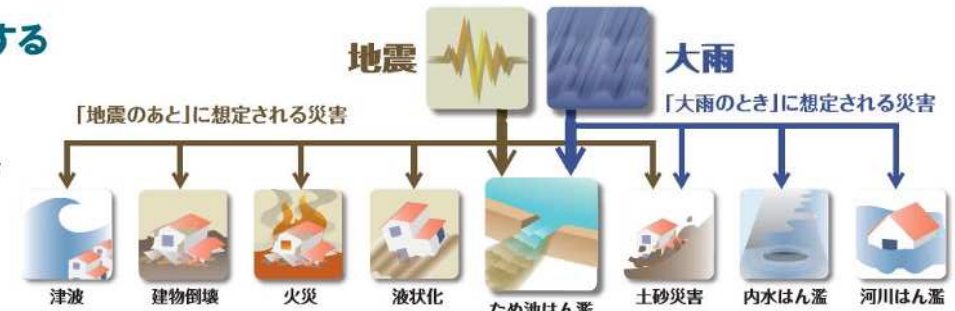 する
地震
大雨
「地震のあと」に想定される災害
「大雨のとき」に想定される災害
津波
建物倒壊
火災
液状化
ため池はん濫
土砂災害
内水はん濫
河川はん濫